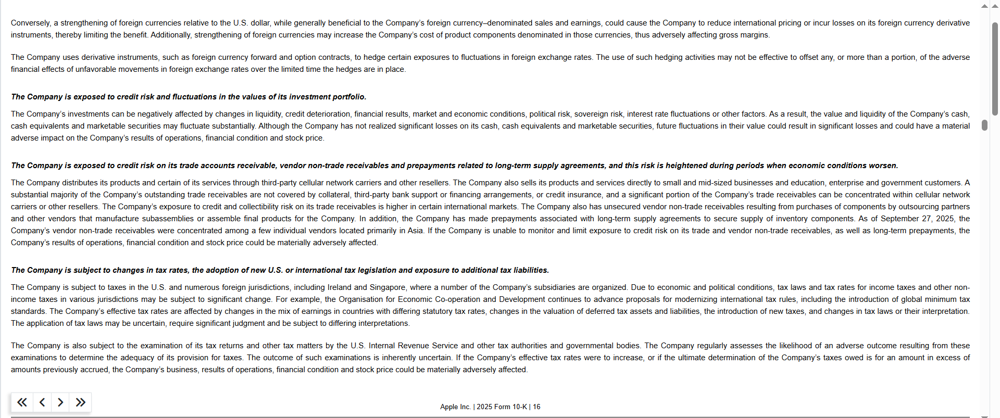 Conversely, a strengthening of foreign currencies relative to the U.S. dollar, while generally beneficial to the Company’s foreign currency–denominated sales and earnings, could cause the Company to reduce international pricing or incur losses on its foreign currency derivative
instruments, thereby limiting the benefit. Additionally, strengthening of foreign currencies may increase the Company’s cost of product components denominated in those currencies, thus adversely affecting gross margins.
The Company uses derivative instruments, such as foreign currency forward and option contracts, to hedge certain exposures to fluctuations in foreign exchange rates. The use of such hedging activities may not be effective to offset any, or more than a portion, of the adverse
financial effects of unfavorable movements in foreign exchange rates over the limited time the hedges are in place.
The Company is exposed to credit risk and fluctuations in the values of its investment portfolio.
The Company’s investments can be negatively affected by changes in liquidity, credit deterioration, financial results, market and economic conditions, political risk, sovereign risk, interest rate fluctuations or other factors. As a result, the value and liquidity of the Company’s cash,
cash equivalents and marketable securities may fluctuate substantially. Although the Company has not realized significant losses on its cash, cash equivalents and marketable securities, future fluctuations in their value could result in significant losses and could have a material
adverse impact on the Company’s results of operations, financial condition and stock price.
The Company is exposed to credit risk on its trade accounts receivable, vendor non-trade receivables and prepayments related to long-term supply agreements, and this risk is heightened during periods when economic conditions worsen.
The Company distributes its products and certain of its services through third-party cellular network carriers and other resellers. The Company also sells its products and services directly to small and mid-sized businesses and education, enterprise and government customers. A
substantial majority of the Company’s outstanding trade receivables are not covered by collateral, third-party bank support or financing arrangements, or credit insurance, and a significant portion of the Company’s trade receivables can be concentrated within cellular network
carriers or other resellers. The Company’s exposure to credit and collectibility risk on its trade receivables is higher in certain international markets. The Company also has unsecured vendor non-trade receivables resulting from purchases of components by outsourcing partners
and other vendors that manufacture subassemblies or assemble final products for the Company. In addition, the Company has made prepayments associated with long-term supply agreements to secure supply of inventory components. As of September 27, 2025, the
Company’s vendor non-trade receivables were concentrated among a few individual vendors located primarily in Asia. If the Company is unable to monitor and limit exposure to credit risk on its trade and vendor non-trade receivables, as well as long-term prepayments, the
Company’s results of operations, financial condition and stock price could be materially adversely affected.
The Company is subject to changes in tax rates, the adoption of new U.S. or international tax legislation and exposure to additional tax liabilities.
The Company is subject to taxes in the U.S. and numerous foreign jurisdictions, including Ireland and Singapore, where a number of the Company’s subsidiaries are organized. Due to economic and political conditions, tax laws and tax rates for income taxes and other non-
income taxes in various jurisdictions may be subject to significant change. For example, the Organisation for Economic Co-operation and Development continues to advance proposals for modernizing international tax rules, including the introduction of global minimum tax
standards. The Company’s effective tax rates are affected by changes in the mix of earnings in countries with differing statutory tax rates, changes in the valuation of deferred tax assets and liabilities, the introduction of new taxes, and changes in tax laws or their interpretation.
The application of tax laws may be uncertain, require significant judgment and be subject to differing interpretations.
The Company is also subject to the examination of its tax returns and other tax matters by the U.S. Internal Revenue Service and other tax authorities and governmental bodies. The Company regularly assesses the likelihood of an adverse outcome resulting from these
examinations to determine the adequacy of its provision for taxes. The outcome of such examinations is inherently uncertain. If the Company’s effective tax rates were to increase, or if the ultimate determination of the Company’s taxes owed is for an amount in excess of
amounts previously accrued, the Company’s business, results of operations, financial condition and stock price could be materially adversely affected.
Apple Inc. | 2025 Form 10-K | 16